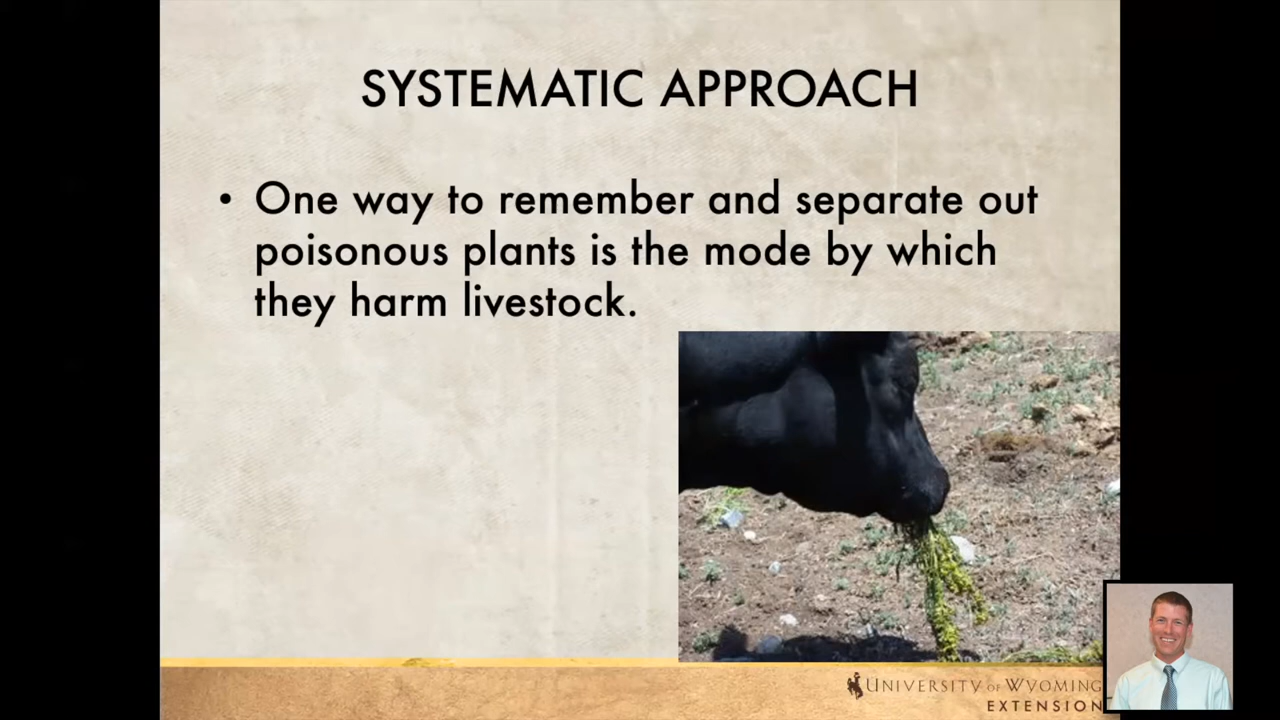 SYSTEMATIC APPROACH
• One way to remember and separate out
poisonous plants is the mode by which
they harm livestock.
UNIVERSITY OF WYOMING
EXTENSION